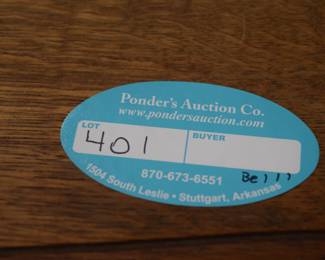 Ponder's Auction Co.
www.pondersauction.com
LOT
401
BUYER
870-673-6551
1504 South Leslie • Stuttgart, Arkansas